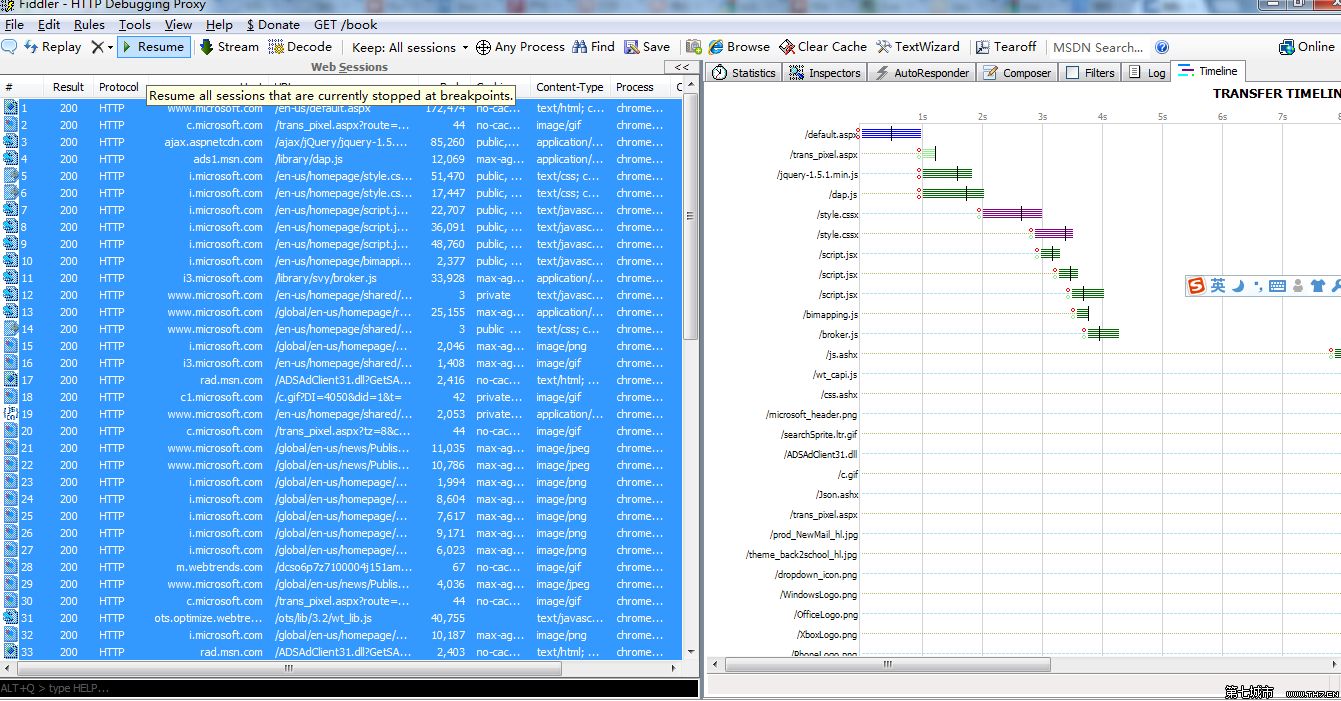 Fiddler - HTTP Debugging Proxy
File Edit Rules Tools View Help $ Donate GET /book
Replay Resume Stream Decode Keep: All sessions Any Process Find Save Browse Clear Cache TextWizard Tearoff MSDN Search... Online
Web Sessions <<
Statistics Inspectors AutoResponder Composer Filters Log Timeline
# Result Protocol Content-Type Process
Resume all sessions that are currently stopped at breakpoints.
1 200 HTTP www.microsoft.com /en-us/default.aspx 172,474 no-cac... text/html; c... chrome...
2 200 HTTP c.microsoft.com /trans_pixel.aspx?route=... 44 no-cac... image/gif chrome...
3 200 HTTP ajax.aspnetcdn.com /ajax/jQuery/jquery-1.5.... 85,260 public,... application/... chrome...
4 200 HTTP ads1.msn.com /library/dap.js 12,069 max-ag... application/... chrome...
5 200 HTTP i.microsoft.com /en-us/homepage/style.cs... 51,470 public, ... text/css; c... chrome...
6 200 HTTP i.microsoft.com /en-us/homepage/style.cs... 17,447 public, ... text/css; c... chrome...
7 200 HTTP i.microsoft.com /en-us/homepage/script.j... 22,707 public, ... text/javasc... chrome...
8 200 HTTP i.microsoft.com /en-us/homepage/script.j... 36,091 public, ... text/javasc... chrome...
9 200 HTTP i.microsoft.com /en-us/homepage/script.j... 48,760 public, ... text/javasc... chrome...
10 200 HTTP i.microsoft.com /en-us/homepage/bimappi... 2,377 public, ... text/javasc... chrome...
11 200 HTTP i3.microsoft.com /library/svy/broker.js 33,928 max-ag... application/... chrome...
12 200 HTTP www.microsoft.com /en-us/homepage/shared/... 3 private application/... chrome...
13 200 HTTP www.microsoft.com /global/en-us/homepage/r... 25,155 max-ag... application/... chrome...
14 200 HTTP www.microsoft.com /en-us/homepage/shared/... 3 public ... text/css; c... chrome...
15 200 HTTP i.microsoft.com /global/en-us/homepage/... 2,046 max-ag... image/png chrome...
16 200 HTTP i3.microsoft.com /en-us/homepage/shared/... 1,408 max-ag... image/gif chrome...
17 200 HTTP rad.msn.com /ADSAdClient31.dll?GetSA... 2,416 no-cac... text/html; ... chrome...
18 200 HTTP c1.microsoft.com /c.gif?DI=4050&did=1&t= 42 private... image/gif chrome...
19 200 HTTP www.microsoft.com /en-us/homepage/shared/... 2,053 private... application/... chrome...
20 200 HTTP c.microsoft.com /trans_pixel.aspx?tz=8&c... 44 no-cac... image/gif chrome...
21 200 HTTP www.microsoft.com /global/en-us/news/Publis... 11,035 max-ag... image/jpeg chrome...
22 200 HTTP www.microsoft.com /global/en-us/news/Publis... 10,786 max-ag... image/jpeg chrome...
23 200 HTTP i.microsoft.com /global/en-us/homepage/... 1,994 max-ag... image/png chrome...
24 200 HTTP i.microsoft.com /global/en-us/homepage/... 8,604 max-ag... image/png chrome...
25 200 HTTP i.microsoft.com /global/en-us/homepage/... 7,617 max-ag... image/png chrome...
26 200 HTTP i.microsoft.com /global/en-us/homepage/... 9,171 max-ag... image/png chrome...
27 200 HTTP i.microsoft.com /global/en-us/homepage/... 6,023 max-ag... image/png chrome...
28 200 HTTP m.webtrends.com /dcso6p7z7100004j151am... 67 no-cac... image/gif chrome...
29 200 HTTP www.microsoft.com /global/en-us/news/Publis... 4,036 max-ag... image/jpeg chrome...
30 200 HTTP c.microsoft.com /trans_pixel.aspx?route=... 44 no-cac... image/gif chrome...
31 200 HTTP ots.optimize.webtre... /ots/lib/3.2/wt_lib.js 40,755 text/javasc... chrome...
32 200 HTTP i.microsoft.com /global/en-us/homepage/... 10,187 max-ag... image/png chrome...
33 200 HTTP rad.msn.com /ADSAdClient31.dll?GetSA... 2,403 no-cac... text/html; ... chrome...
ALT+Q > type HELP...
TRANSFER TIMELIN
1s 2s 3s 4s 5s 6s 7s 8
/default.aspx
/trans_pixel.aspx
/jquery-1.5.1.min.js
/dap.js
/style.cssx
/style.cssx
/script.jsx
/script.jsx
/script.jsx
/bimapping.js
/broker.js
/js.ashx
/wt_capi.js
/css.ashx
/microsoft_header.png
/searchSprite.ltr.gif
/ADSAdClient31.dll
/c.gif
/Json.ashx
/trans_pixel.aspx
/prod_NewMail_hl.jpg
/theme_back2school_hl.jpg
/dropdown_icon.png
/WindowsLogo.png
/OfficeLogo.png
/XboxLogo.png
/PhoneLogo.png
S 英
第七城市 www.TH7.CN